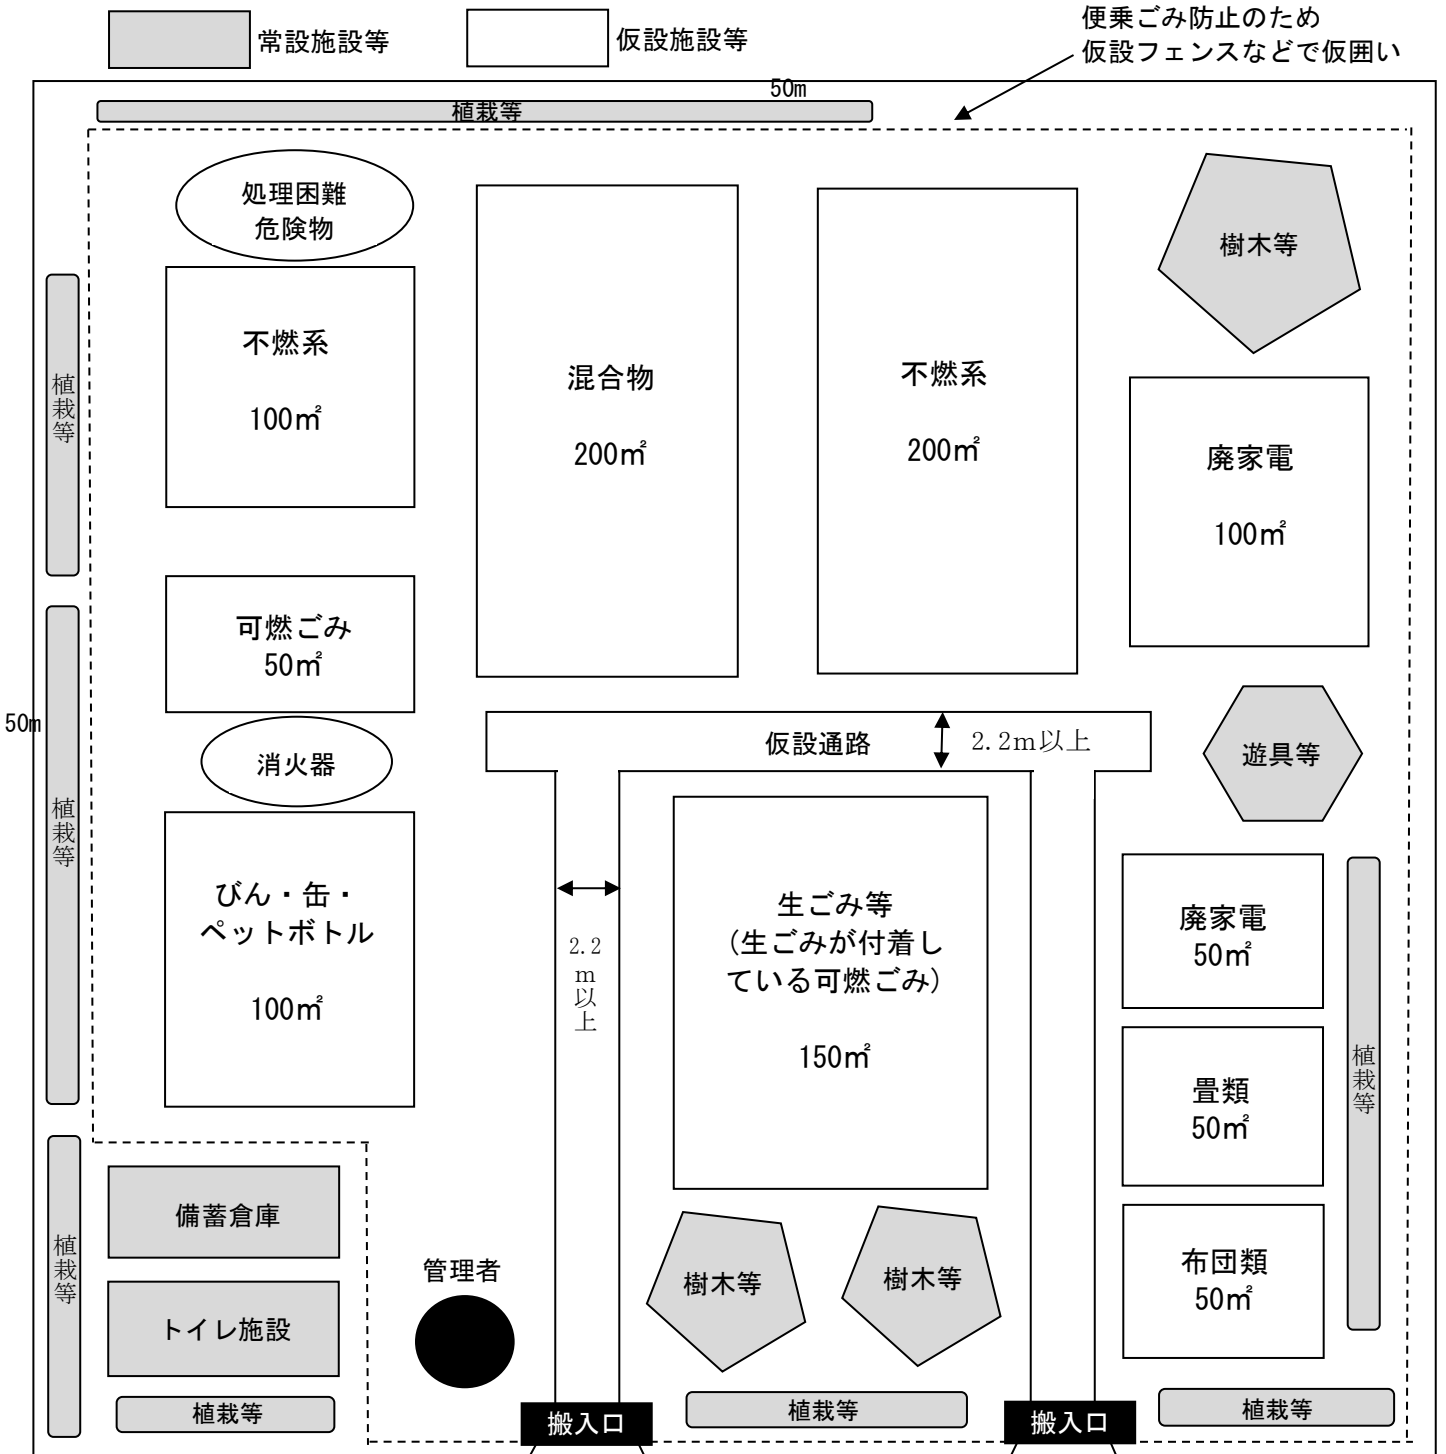 常設施設等
仮設施設等
便乗ごみ防止のため
仮設フェンスなどで仮囲い
50m
植栽等
処理困難
危険物
不燃系
100㎡
混合物
200㎡
不燃系
200㎡
樹木等
廃家電
100㎡
植栽等
可燃ごみ
50㎡
50m
消火器
仮設通路
2.2m以上
遊具等
植栽等
びん・缶・
ペットボトル
100㎡
2.2
m
以
上
生ごみ等
(生ごみが付着し
ている可燃ごみ)
150㎡
廃家電
50㎡
畳類
50㎡
布団類
50㎡
植栽等
備蓄倉庫
トイレ施設
植栽等
植栽等
管理者
樹木等
樹木等
搬入口
植栽等
搬入口
植栽等